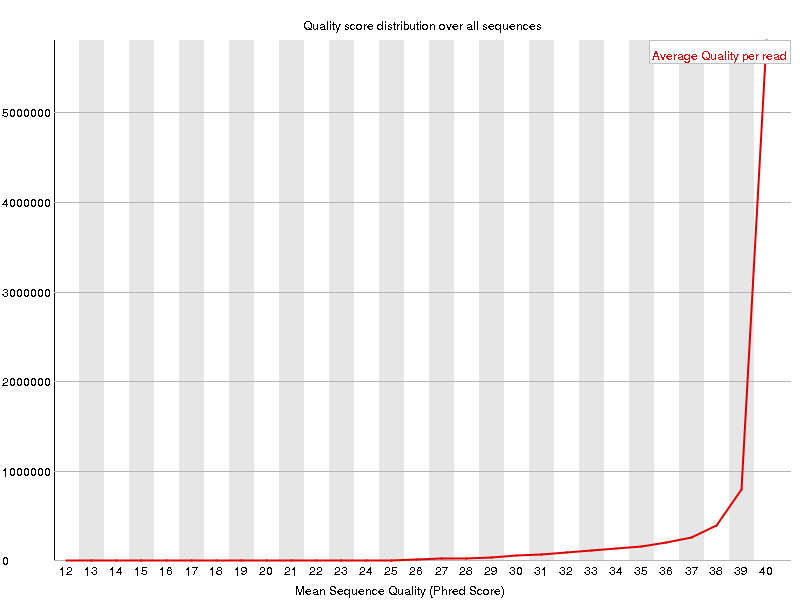 Quality score distribution over all sequences
Average Quality per read
5000000
4000000
3000000
2000000
1000000
0
12 13 14 15 16 17 18 19 20 21 22 23 24 25 26 27 28 29 30 31 32 33 34 35 36 37 38 39 40
Mean Sequence Quality (Phred Score)